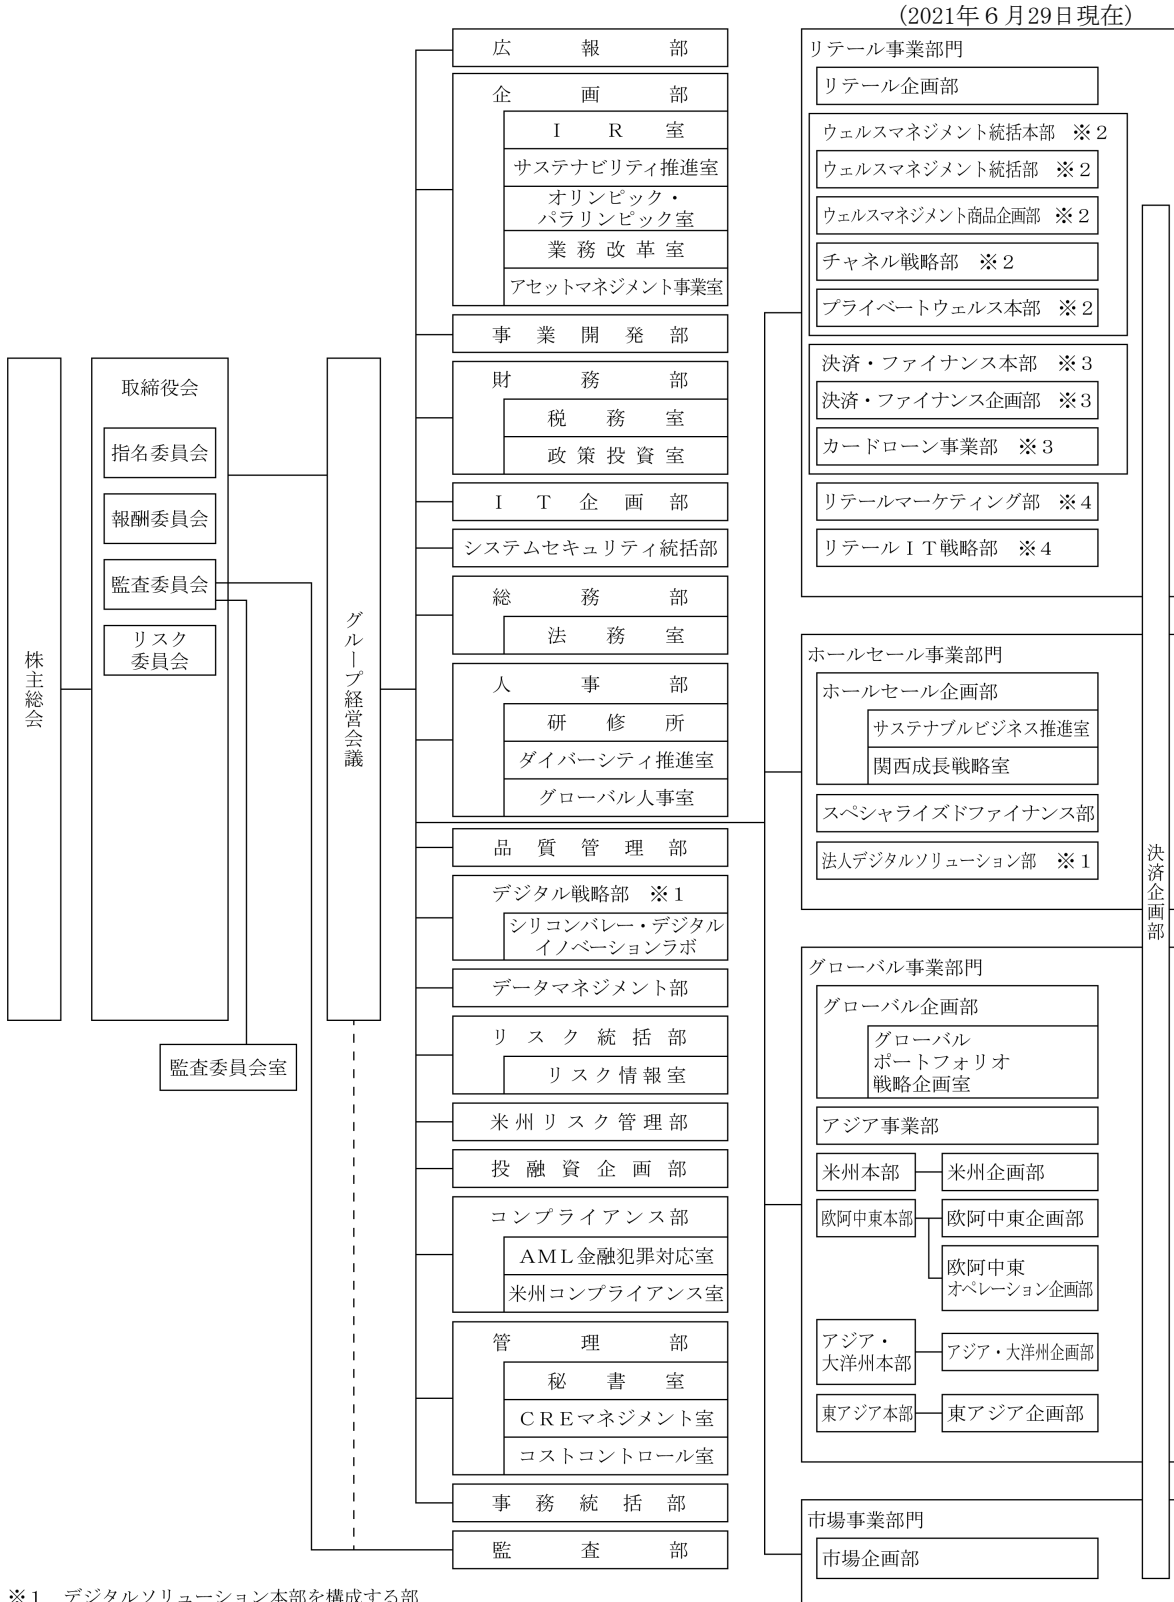 (2021年６月29日現在)
株主総会
取締役会
指名委員会
報酬委員会
監査委員会
リスク
委員会
監査委員会室
グループ経営会議
広報部
企画部
ＩＲ室
サステナビリティ推進室
オリンピック・
パラリンピック室
業務改革室
アセットマネジメント事業室
事業開発部
財務部
税務室
政策投資室
ＩＴ企画部
システムセキュリティ統括部
総務部
法務室
人事部
研修所
ダイバーシティ推進室
グローバル人事室
品質管理部
デジタル戦略部　※１
シリコンバレー・デジタル
イノベーションラボ
データマネジメント部
リスク統括部
リスク情報室
米州リスク管理部
投融資企画部
コンプライアンス部
ＡＭＬ金融犯罪対応室
米州コンプライアンス室
管理部
秘書室
ＣＲＥマネジメント室
コストコントロール室
事務統括部
監査部
リテール事業部門
リテール企画部
ウェルスマネジメント統括本部　※２
ウェルスマネジメント統括部　※２
ウェルスマネジメント商品企画部　※２
チャネル戦略部　※２
プライベートウェルス本部　※２
決済・ファイナンス本部　※３
決済・ファイナンス企画部　※３
カードローン事業部　※３
リテールマーケティング部　※４
リテールＩＴ戦略部　※４
ホールセール事業部門
ホールセール企画部
サステナブルビジネス推進室
関西成長戦略室
スペシャライズドファイナンス部
法人デジタルソリューション部　※１
グローバル事業部門
グローバル企画部
グローバル
ポートフォリオ
戦略企画室
アジア事業部
米州本部
米州企画部
欧阿中東本部
欧阿中東企画部
欧阿中東
オペレーション企画部
アジア・
大洋州本部
アジア・大洋州企画部
東アジア本部
東アジア企画部
市場事業部門
市場企画部
決済企画部
※１　デジタルソリューション本部を構成する部